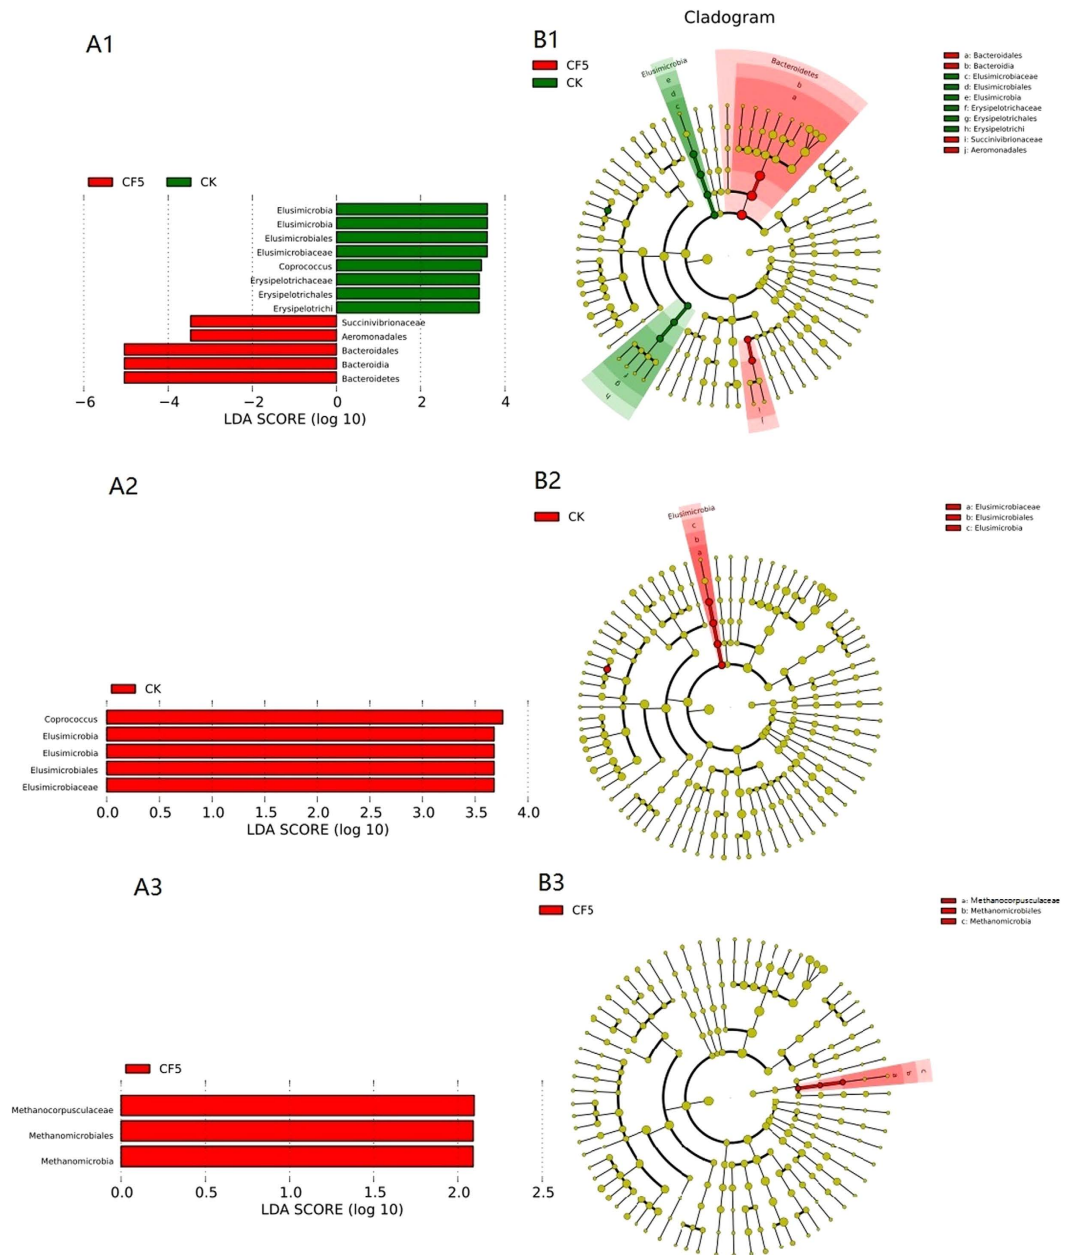 Cladogram
A1
B1
CF5
CK
Elusimicrobia
e
d
c
Bacteroidetes
b
a
a: Bacteroidales
b: Bacteroidia
c: Elusimicrobiaceae
d: Elusimicrobiales
e: Elusimicrobia
f: Erysipelotrichaceae
g: Erysipelotrichales
h: Erysipelotrichi
i: Succinivibrionaceae
j: Aeromonadales
CF5 CK
Elusimicrobia
Elusimicrobia
Elusimicrobiales
Elusimicrobiaceae
Coprococcus
Erysipelotrichaceae
Erysipelotrichales
Erysipelotrichi
Succinivibrionaceae
Aeromonadales
Bacteroidales
Bacteroidia
Bacteroidetes
−6 −4 −2 0 2 4
LDA SCORE (log 10)
f
g
h
i
j
A2
B2
CK
Elusimicrobia
c
b
a
a: Elusimicrobiaceae
b: Elusimicrobiales
c: Elusimicrobia
CK
Coprococcus
Elusimicrobia
Elusimicrobia
Elusimicrobiales
Elusimicrobiaceae
0.0 0.5 1.0 1.5 2.0 2.5 3.0 3.5 4.0
LDA SCORE (log 10)
A3
B3
CF5
a: Methanocorpusculaceae
b: Methanomicrobiales
c: Methanomicrobia
a b c
CF5
Methanocorpusculaceae
Methanomicrobiales
Methanomicrobia
0.0 0.5 1.0 1.5 2.0 2.5
LDA SCORE (log 10)